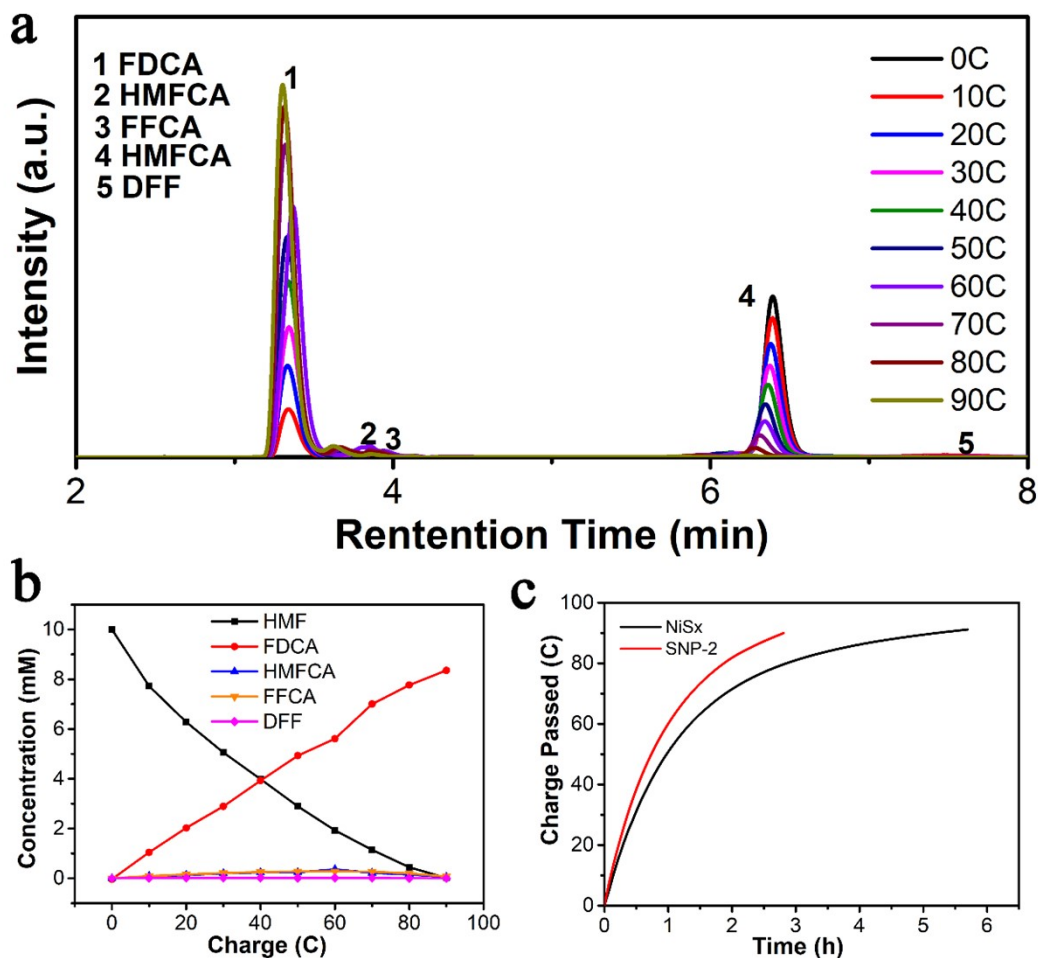 a
1 FDCA
2 HMFCA
3 FFCA
4 HMFCA
5 DFF
1
2
3
4
5
0C
10C
20C
30C
40C
50C
60C
70C
80C
90C
Intensity (a.u.)
2 4 6 8
Rentention Time (min)
b
HMF
FDCA
HMFCA
FFCA
DFF
Concentration (mM)
10
8
6
4
2
0
0 20 40 60 80 100
Charge (C)
c
NiSx
SNP-2
Charge Passed (C)
100
80
60
40
20
0
0 1 2 3 4 5 6
Time (h)